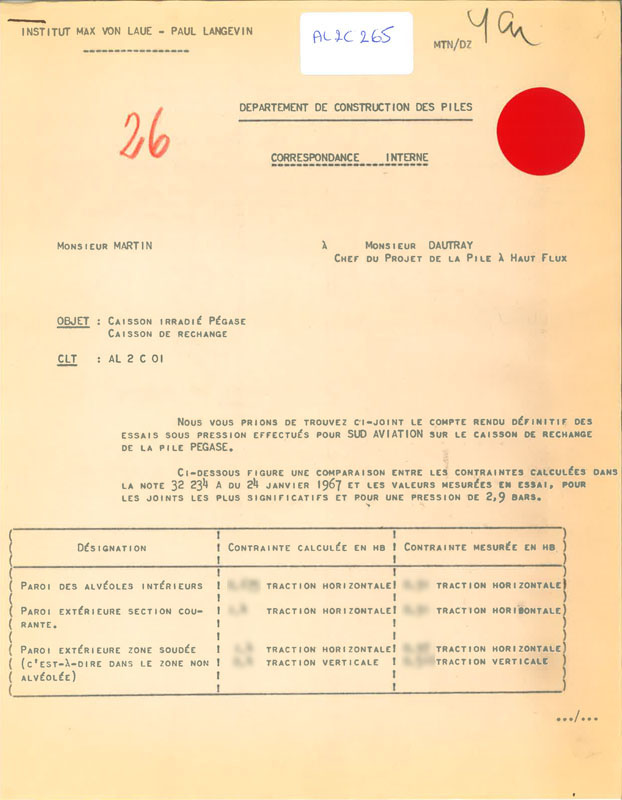 INSTITUT MAX VON LAUE - PAUL LANGEVIN
AL2C 265
MTN/DZ
26
DEPARTEMENT DE CONSTRUCTION DES PILES
CORRESPONDANCE INTERNE
MONSIEUR MARTIN
À MONSIEUR DAUTRAY
CHEF DU PROJET DE LA PILE À HAUT FLUX
OBJET : CAISSON IRRADIÉ PÉGASE
CAISSON DE RECHANGE
CLT : AL 2 C 01
NOUS VOUS PRIONS DE TROUVEZ CI-JOINT LE COMPTE RENDU DÉFINITIF DES
ESSAIS SOUS PRESSION EFFECTUÉS POUR SUD AVIATION SUR LE CAISSON DE RECHANGE
DE LA PILE PEGASE.
CI-DESSOUS FIGURE UNE COMPARAISON ENTRE LES CONTRAINTES CALCULÉES DANS
LA NOTE 32 234 A DU 24 JANVIER 1967 ET LES VALEURS MESURÉES EN ESSAI, POUR
LES JOINTS LES PLUS SIGNIFICATIFS ET POUR UNE PRESSION DE 2,9 BARS.
DÉSIGNATION ! CONTRAINTE CALCULÉE EN HB ! CONTRAINTE MESURÉE EN HB
PAROI DES ALVÉOLES INTÉRIEURS ! TRACTION HORIZONTALE! TRACTION HORIZONTALE
PAROI EXTÉRIEURE SECTION COU- ! TRACTION HORIZONTALE! TRACTION HORIZONTALE
RANTE.
PAROI EXTÉRIEURE ZONE SOUDÉE ! TRACTION HORIZONTALE! TRACTION HORIZONTALE
(C'EST-À-DIRE DANS LE ZONE NON ! TRACTION VERTICALE ! TRACTION VERTICALE
ALVÉOLÉE)
.../...